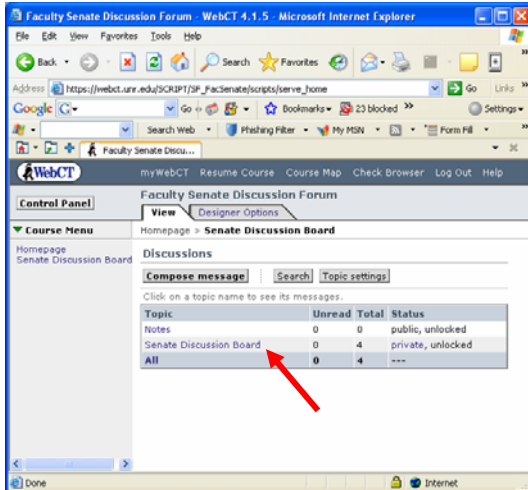 Faculty Senate Discussion Forum - WebCT 4.1.5 - Microsoft Internet Explorer
File Edit View Favorites Tools Help
Back Search Favorites
Address https://webct.unr.edu/SCRIPT/SF_FacSenate/scripts/serve_home Go Links
Google G Go Bookmarks 23 blocked Settings
Search Web Phishing Filter My MSN Form Fill
Faculty Senate Discu...
WebCT myWebCT Resume Course Course Map Check Browser Log Out Help
Control Panel
Faculty Senate Discussion Forum
View Designer Options
Course Menu
Homepage > Senate Discussion Board
Homepage
Senate Discussion Board
Discussions
Compose message Search Topic settings
Click on a topic name to see its messages.
Topic Unread Total Status
Notes 0 0 public, unlocked
Senate Discussion Board 0 4 private, unlocked
All 0 4 ---
Done Internet